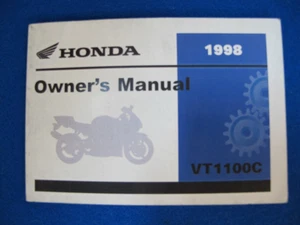 HONDA
1998
Owner's Manual
VT1100C